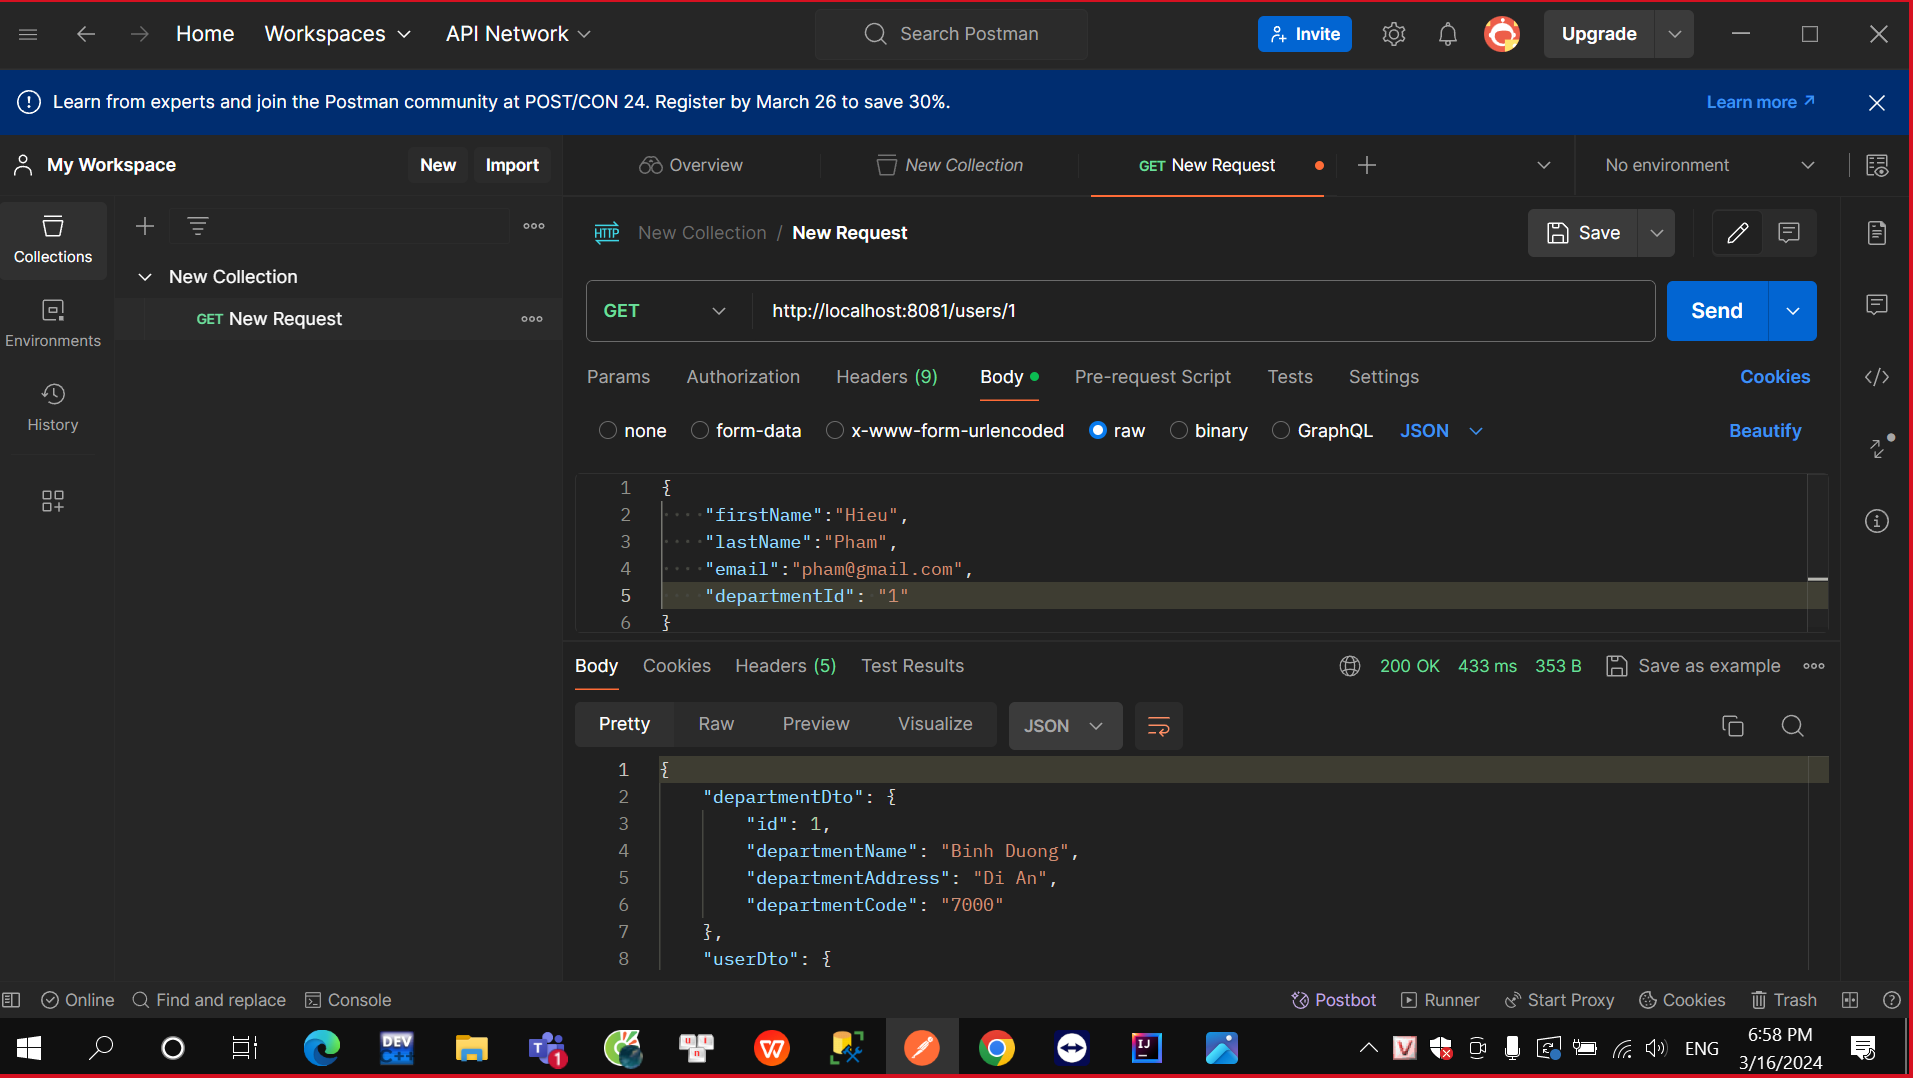 Home Workspaces API Network Search Postman Invite Upgrade
Learn from experts and join the Postman community at POST/CON 24. Register by March 26 to save 30%. Learn more
My Workspace New Import Overview New Collection GET New Request No environment
Collections
New Collection / New Request Save
New Collection
GET New Request
Environments
History
HTTP
GET http://localhost:8081/users/1 Send
Params Authorization Headers (9) Body Pre-request Script Tests Settings Cookies
none form-data x-www-form-urlencoded raw binary GraphQL JSON Beautify
1 {
2 "firstName":"Hieu",
3 "lastName":"Pham",
4 "email":"pham@gmail.com",
5 "departmentId": "1"
6 }
Body Cookies Headers (5) Test Results 200 OK 433 ms 353 B Save as example
Pretty Raw Preview Visualize JSON
1 {
2 "departmentDto": {
3 "id": 1,
4 "departmentName": "Binh Duong",
5 "departmentAddress": "Di An",
6 "departmentCode": "7000"
7 },
8 "userDto": {
Online Find and replace Console Postbot Runner Start Proxy Cookies Trash
DEV C++ T 1 u n i W IJ V ENG 6:58 PM
3/16/2024